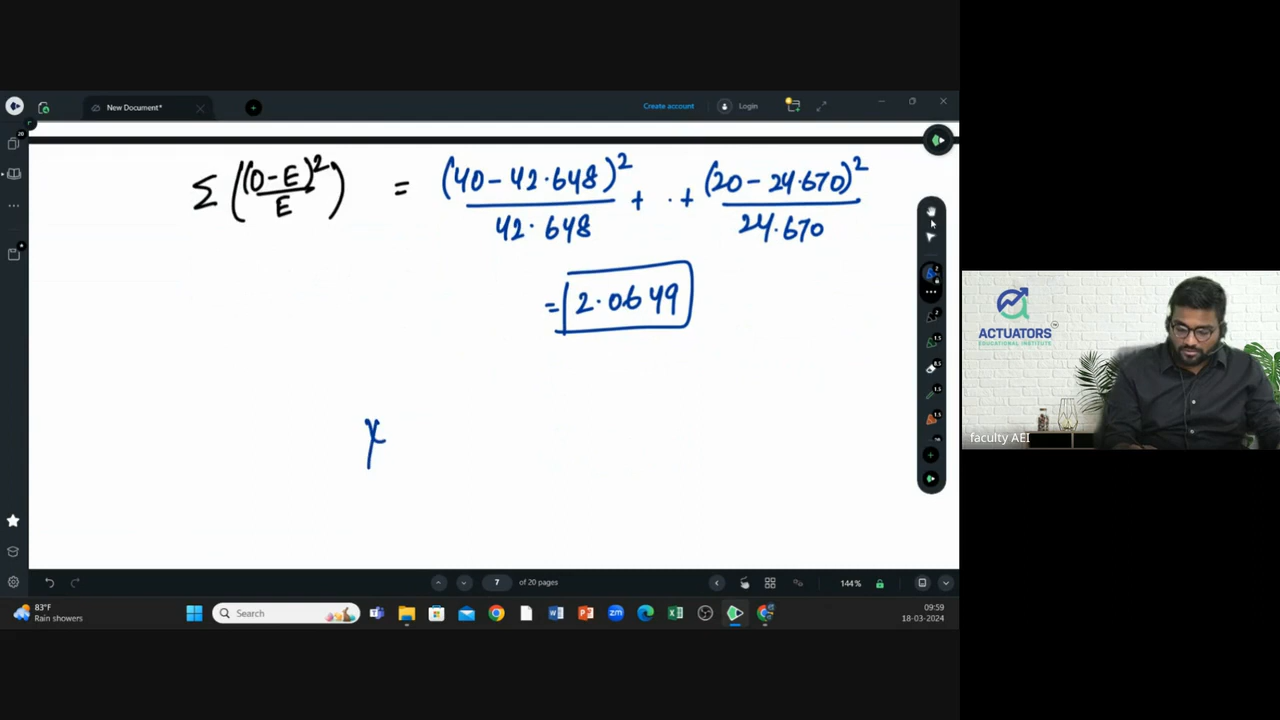 New Document*
Create account
Login
Σ((O-E)²/E) = (40-42.648)²/42.648 + . . + (20-24.670)²/24.670
= 2.0649
χ
ACTUATORS
EDUCATIONAL INSTITUTE
faculty AEI
7 of 20 pages
144%
83°F
Rain showers
Search
09:59
18-03-2024